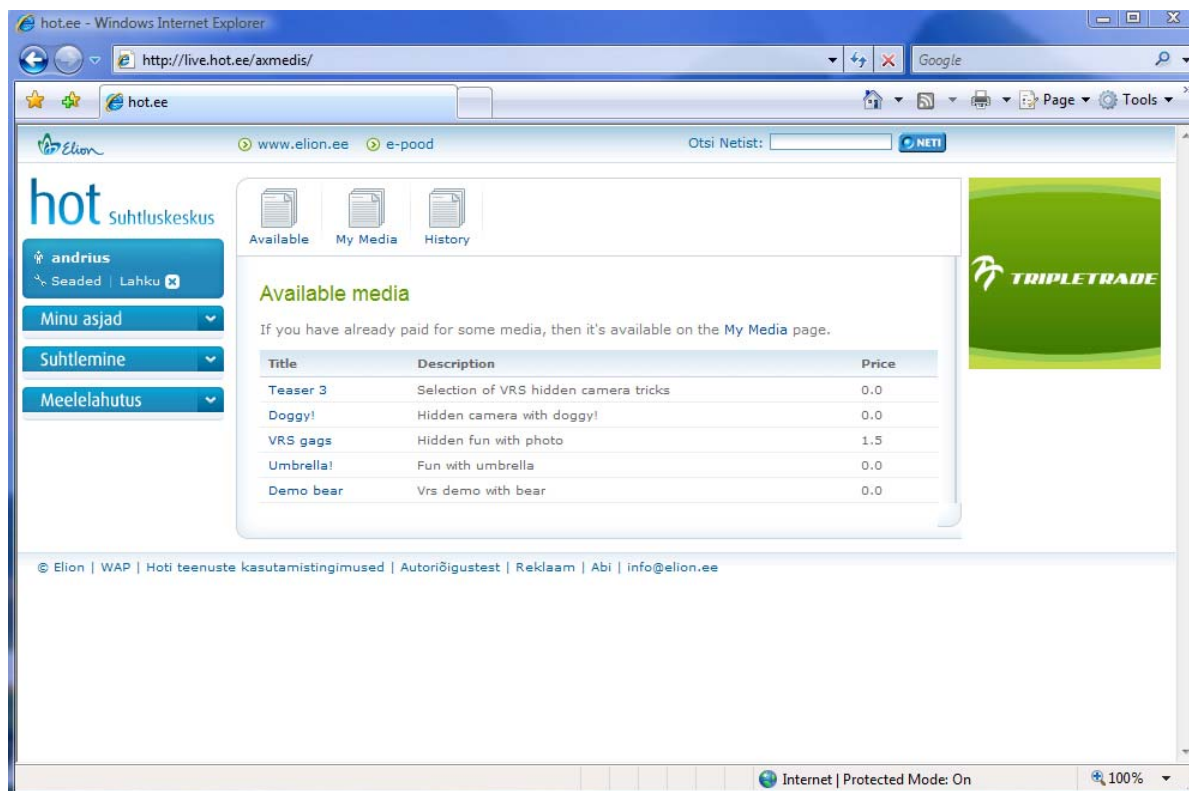 hot.ee - Windows Internet Explorer
http://live.hot.ee/axmedis/
Google
hot.ee
Page
Tools
Elion
www.elion.ee
e-pood
Otsi Netist:
NETI
hot Suhtluskeskus
andrius
Seaded | Lahku
Minu asjad
Suhtlemine
Meelelahutus
Available
My Media
History
Available media
If you have already paid for some media, then it's available on the My Media page.
Title Description Price
Teaser 3 Selection of VRS hidden camera tricks 0.0
Doggy! Hidden camera with doggy! 0.0
VRS gags Hidden fun with photo 1.5
Umbrella! Fun with umbrella 0.0
Demo bear Vrs demo with bear 0.0
TRIPLETRADE
© Elion | WAP | Hoti teenuste kasutamistingimused | Autoriõigustest | Reklaam | Abi | info@elion.ee
Internet | Protected Mode: On
100%